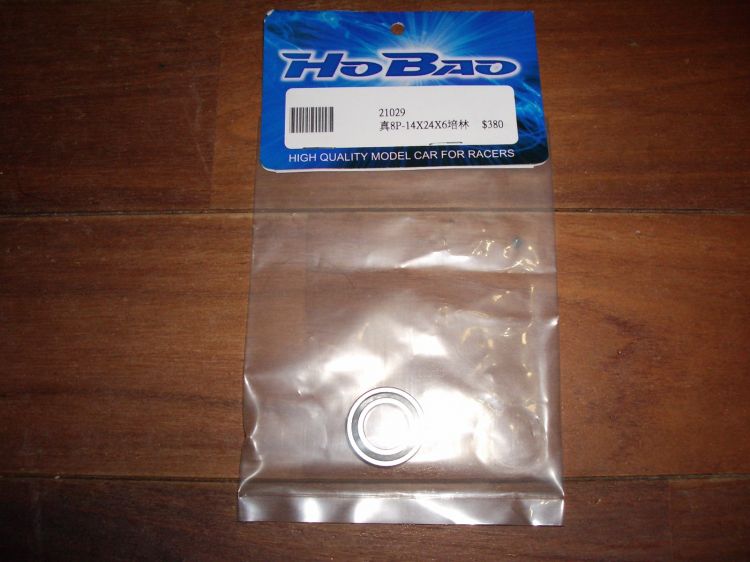 HoBao
21029
真8P-14X24X6培林 $380
HIGH QUALITY MODEL CAR FOR RACERS